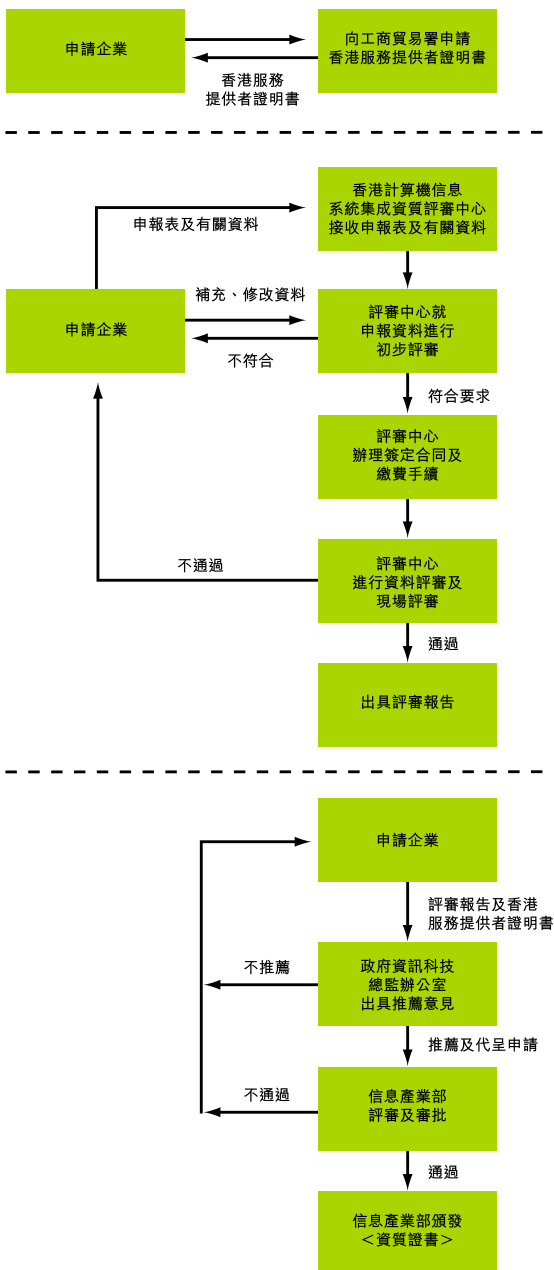 申請企業
向工商貿易署申請
香港服務提供者證明書
香港服務
提供者證明書
香港計算機信息
系統集成資質評審中心
接收申報表及有關資料
申報表及有關資料
申請企業
補充、修改資料
不符合
評審中心就
申報資料進行
初步評審
符合要求
評審中心
辦理簽定合同及
繳費手續
評審中心
進行資料評審及
現場評審
不通過
通過
出具評審報告
申請企業
評審報告及香港
服務提供者證明書
不推薦
政府資訊科技
總監辦公室
出具推薦意見
推薦及代呈申請
不通過
信息產業部
評審及審批
通過
信息產業部頒發
＜資質證書＞